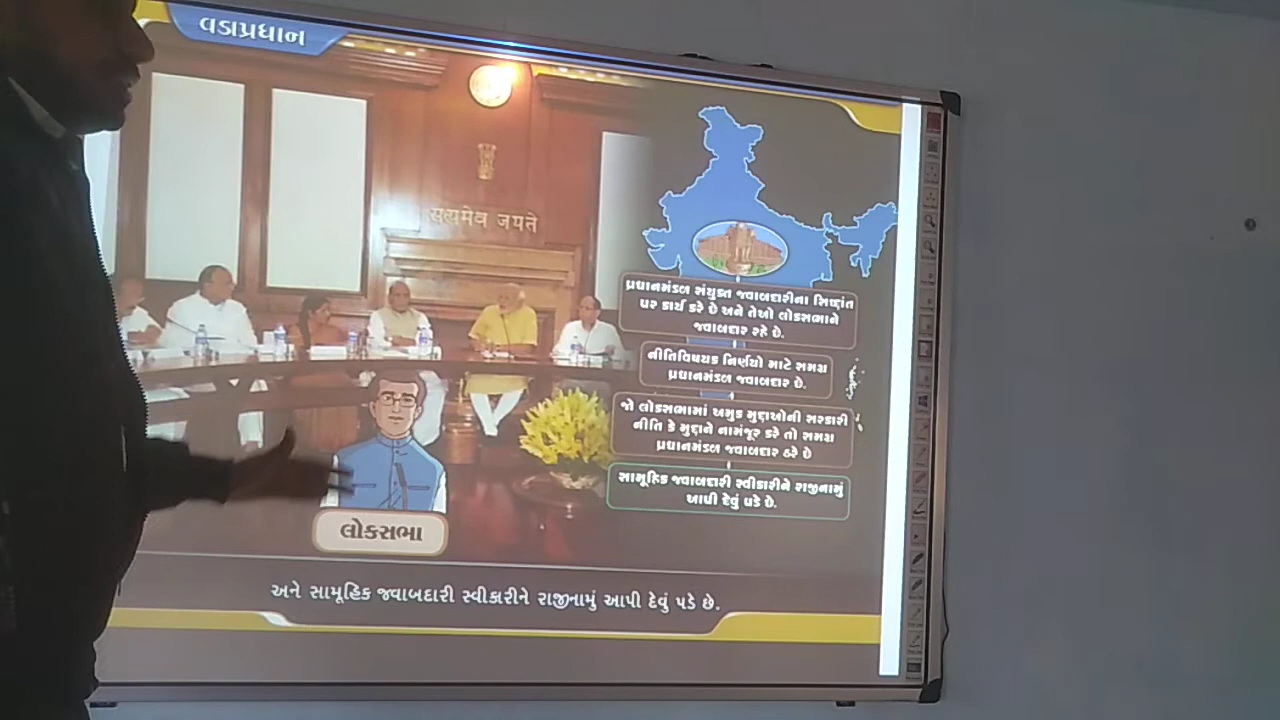 વડાપ્રધાન
सत्यमेव जयते
પ્રધાનમંડળ સંયુક્ત જવાબદારીના સિદ્ધાંત
પર કાર્ય કરે છે અને તેઓ લોકસભાને
જવાબદાર રહે છે.
નીતિવિષયક નિર્ણયો માટે સમગ્ર
પ્રધાનમંડળ જવાબદાર છે.
જો લોકસભામાં અમુક મુદ્દાઓની સરકારી
નીતિ કે મુદ્દાને નામંજૂર કરે તો સમગ્ર
પ્રધાનમંડળ જવાબદાર ઠરે છે
સામૂહિક જવાબદારી સ્વીકારીને રાજીનામું
આપી દેવું પડે છે.
લોકસભા
અને સામૂહિક જવાબદારી સ્વીકારીને રાજીનામું આપી દેવું પડે છે.